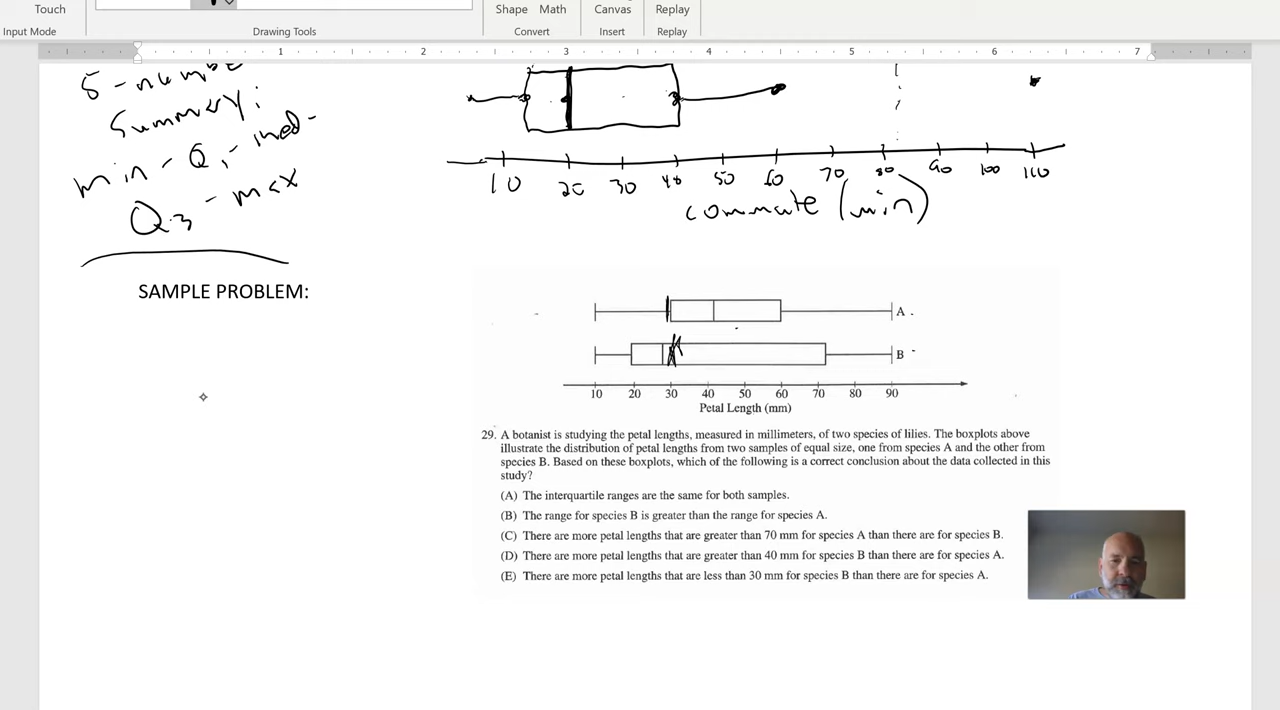 Touch
Shape Math Canvas Replay
Input Mode Drawing Tools Convert Insert Replay
1 2 3 4 5 6 7
5-numbe
Summary:
min - Q1 - med -
Q3 - max
10 20 30 40 50 60 70 80 90 100 110
commute (min)
SAMPLE PROBLEM:
A
B
10 20 30 40 50 60 70 80 90
Petal Length (mm)
29. A botanist is studying the petal lengths, measured in millimeters, of two species of lilies. The boxplots above
illustrate the distribution of petal lengths from two samples of equal size, one from species A and the other from
species B. Based on these boxplots, which of the following is a correct conclusion about the data collected in this
study?
(A) The interquartile ranges are the same for both samples.
(B) The range for species B is greater than the range for species A.
(C) There are more petal lengths that are greater than 70 mm for species A than there are for species B.
(D) There are more petal lengths that are greater than 40 mm for species B than there are for species A.
(E) There are more petal lengths that are less than 30 mm for species B than there are for species A.